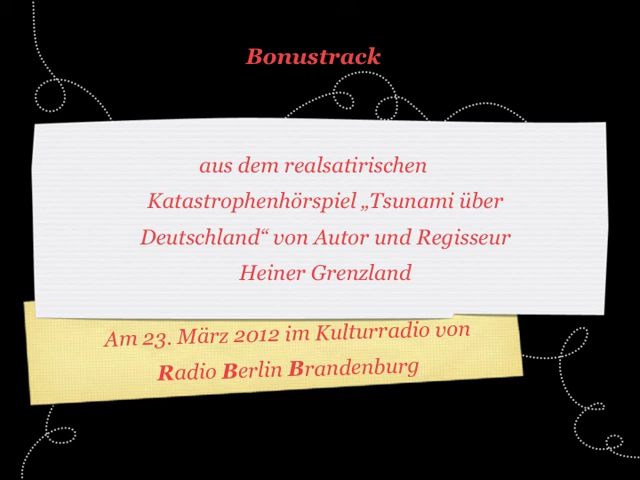 Bonustrack
aus dem realsatirischen
Katastrophenhörspiel „Tsunami über
Deutschland“ von Autor und Regisseur
Heiner Grenzland
Am 23. März 2012 im Kulturradio von
Radio Berlin Brandenburg